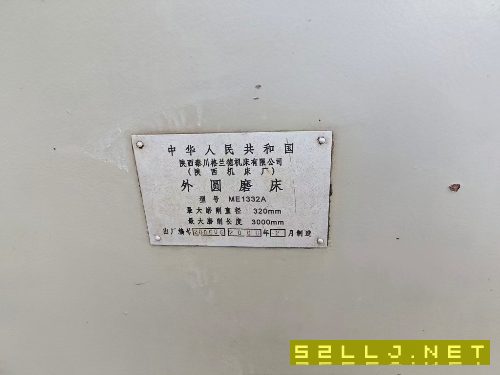 中华人民共和国
陕西秦川格兰德机床有限公司
(陕西机床厂)
外圆磨床
型号 ME1332A
最大磨削直径 320mm
最大磨削长度 3000mm
出厂编号 年 2 月制造
52LLJ.NET